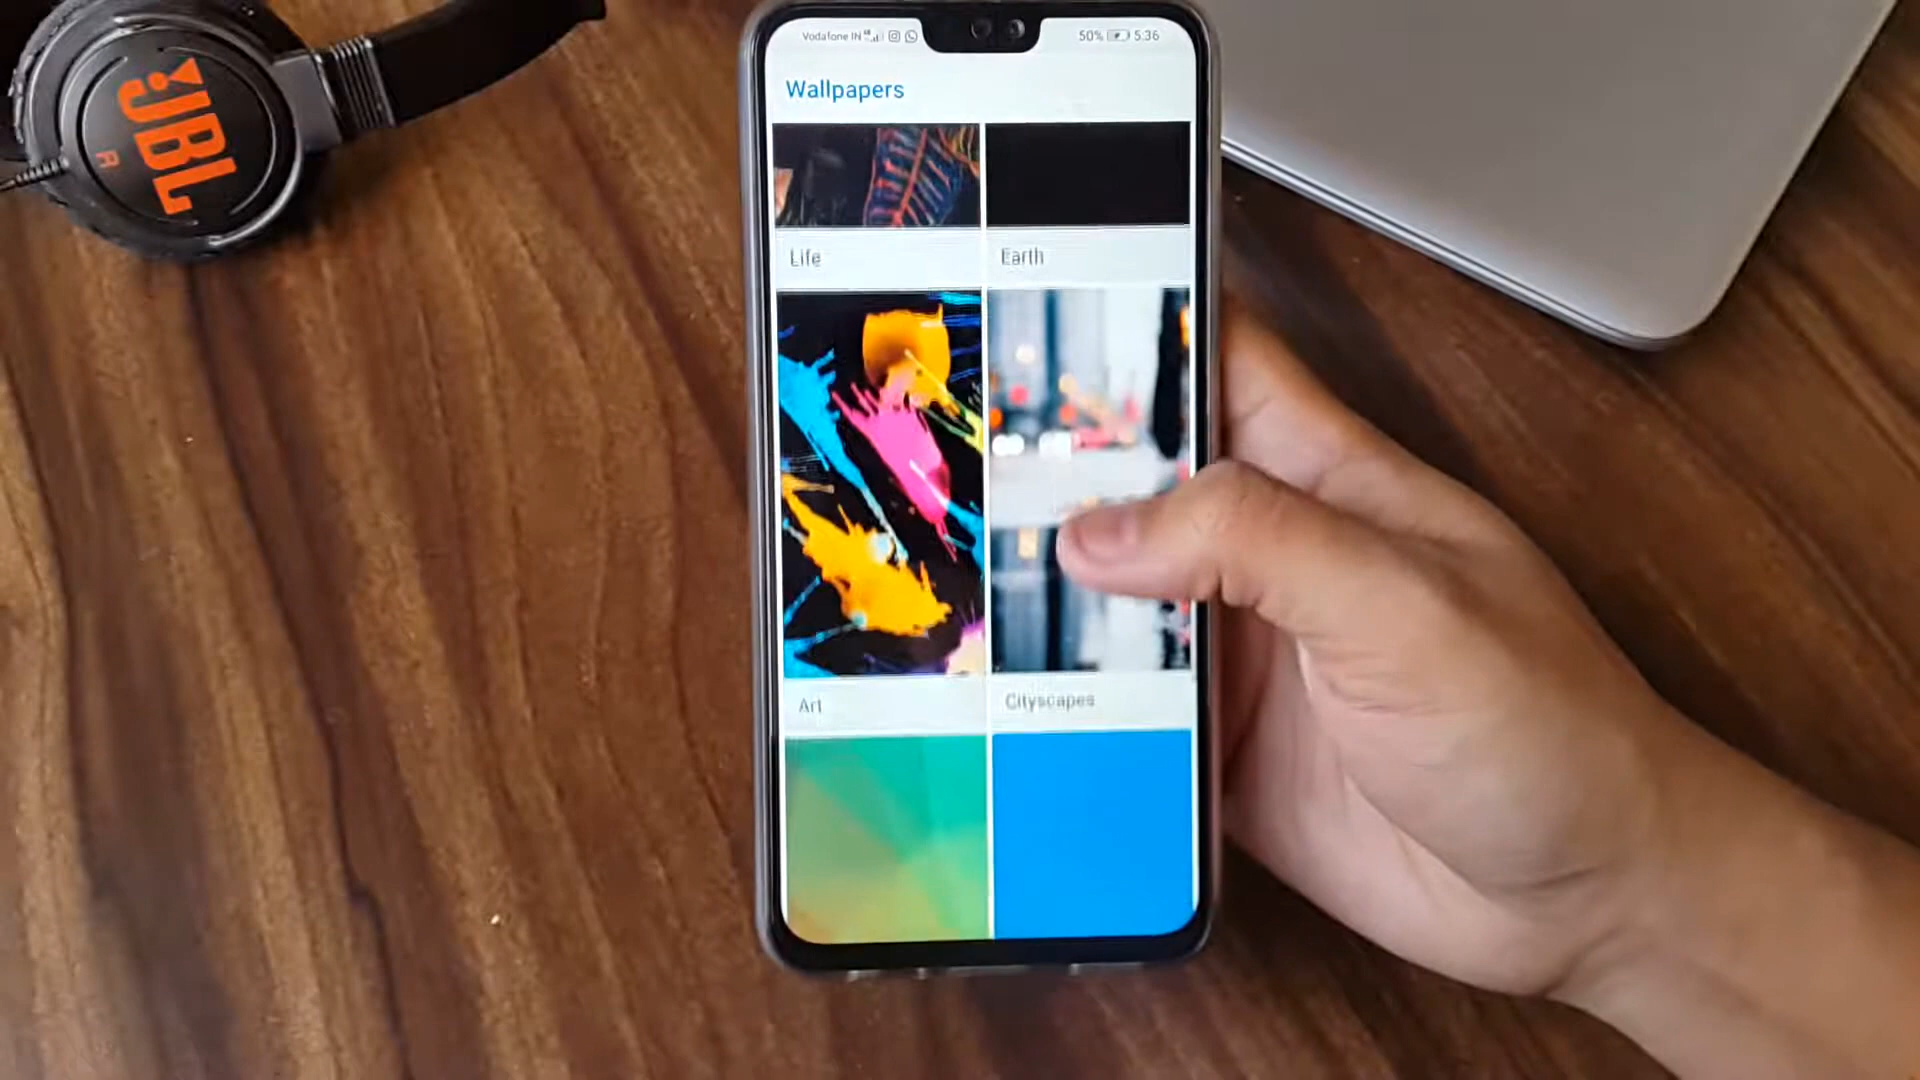 JBL
R
Vodafone IN
50% 5:36
Wallpapers
Life
Earth
Art
Cityscapes